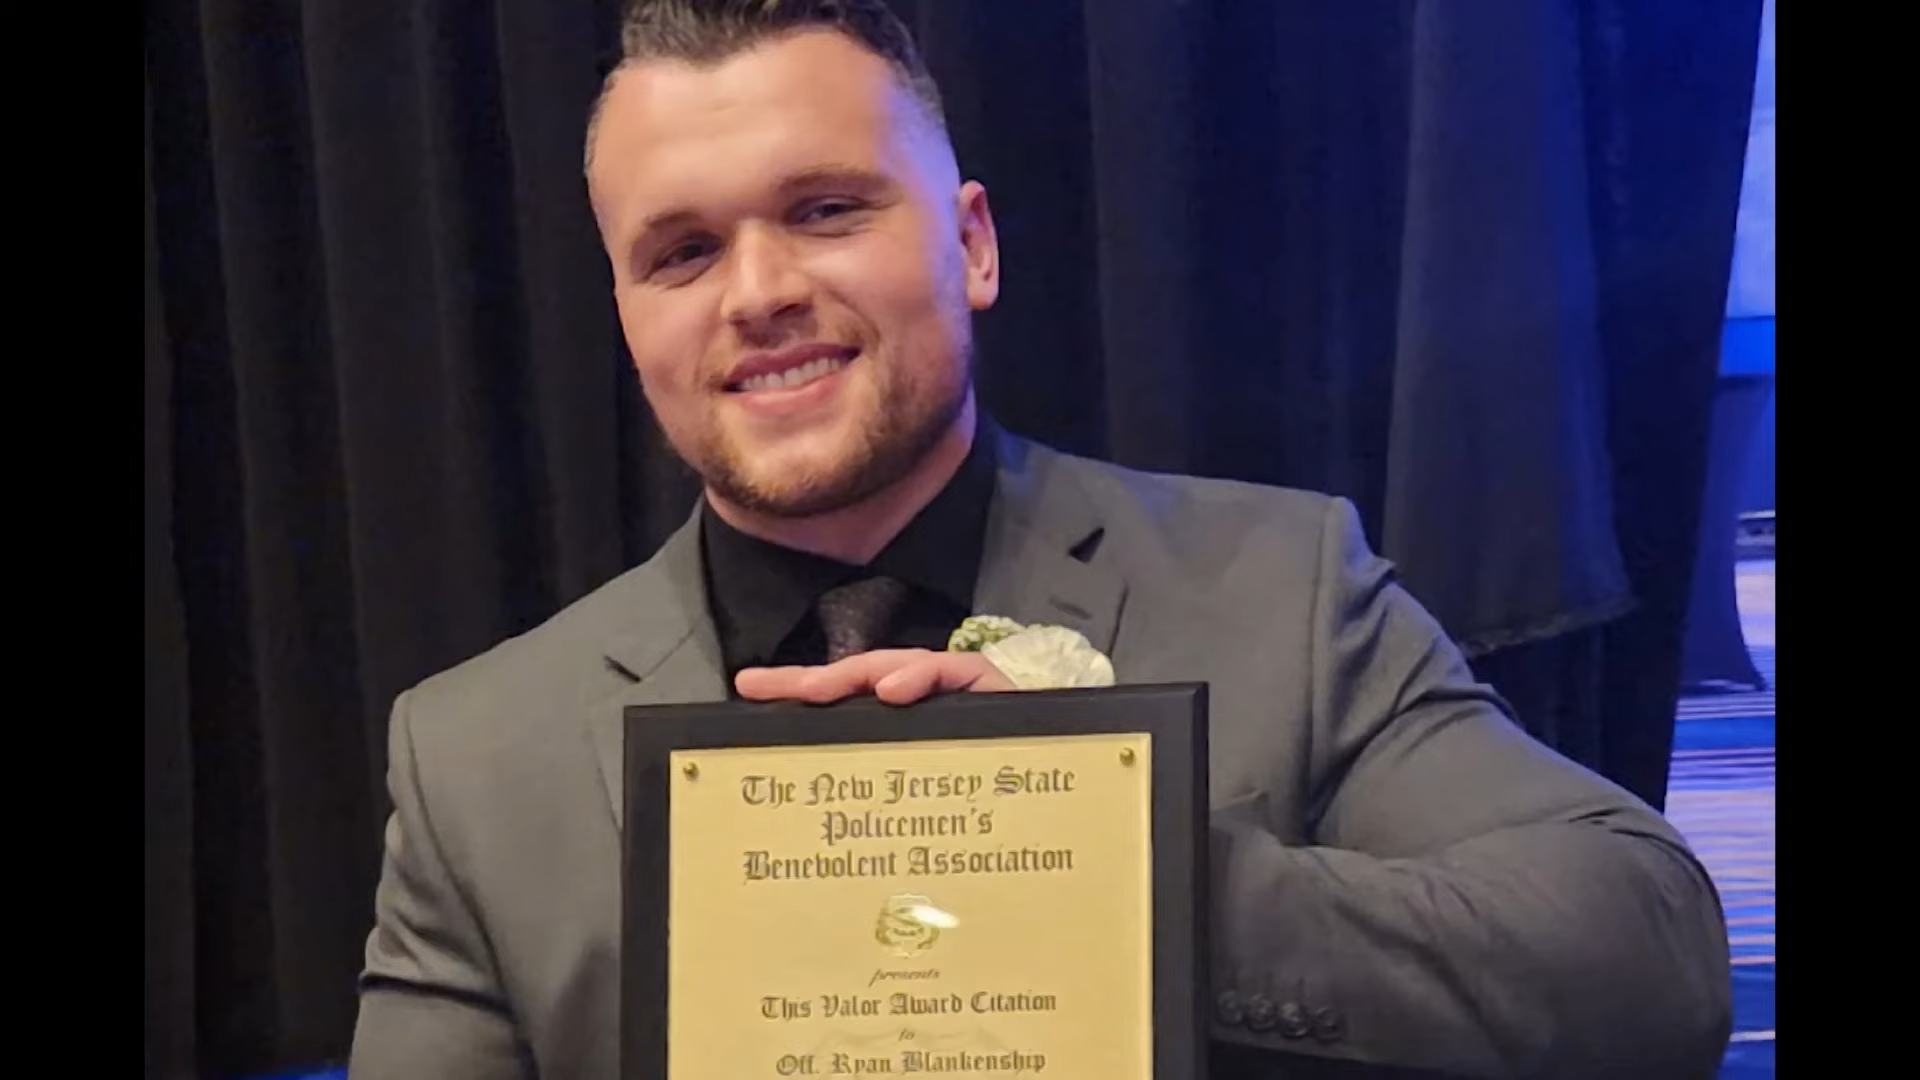 The New Jersey State
Policemen's
Benevolent Association
presents
This Valor Award Citation
to
Off. Ryan Blankenship